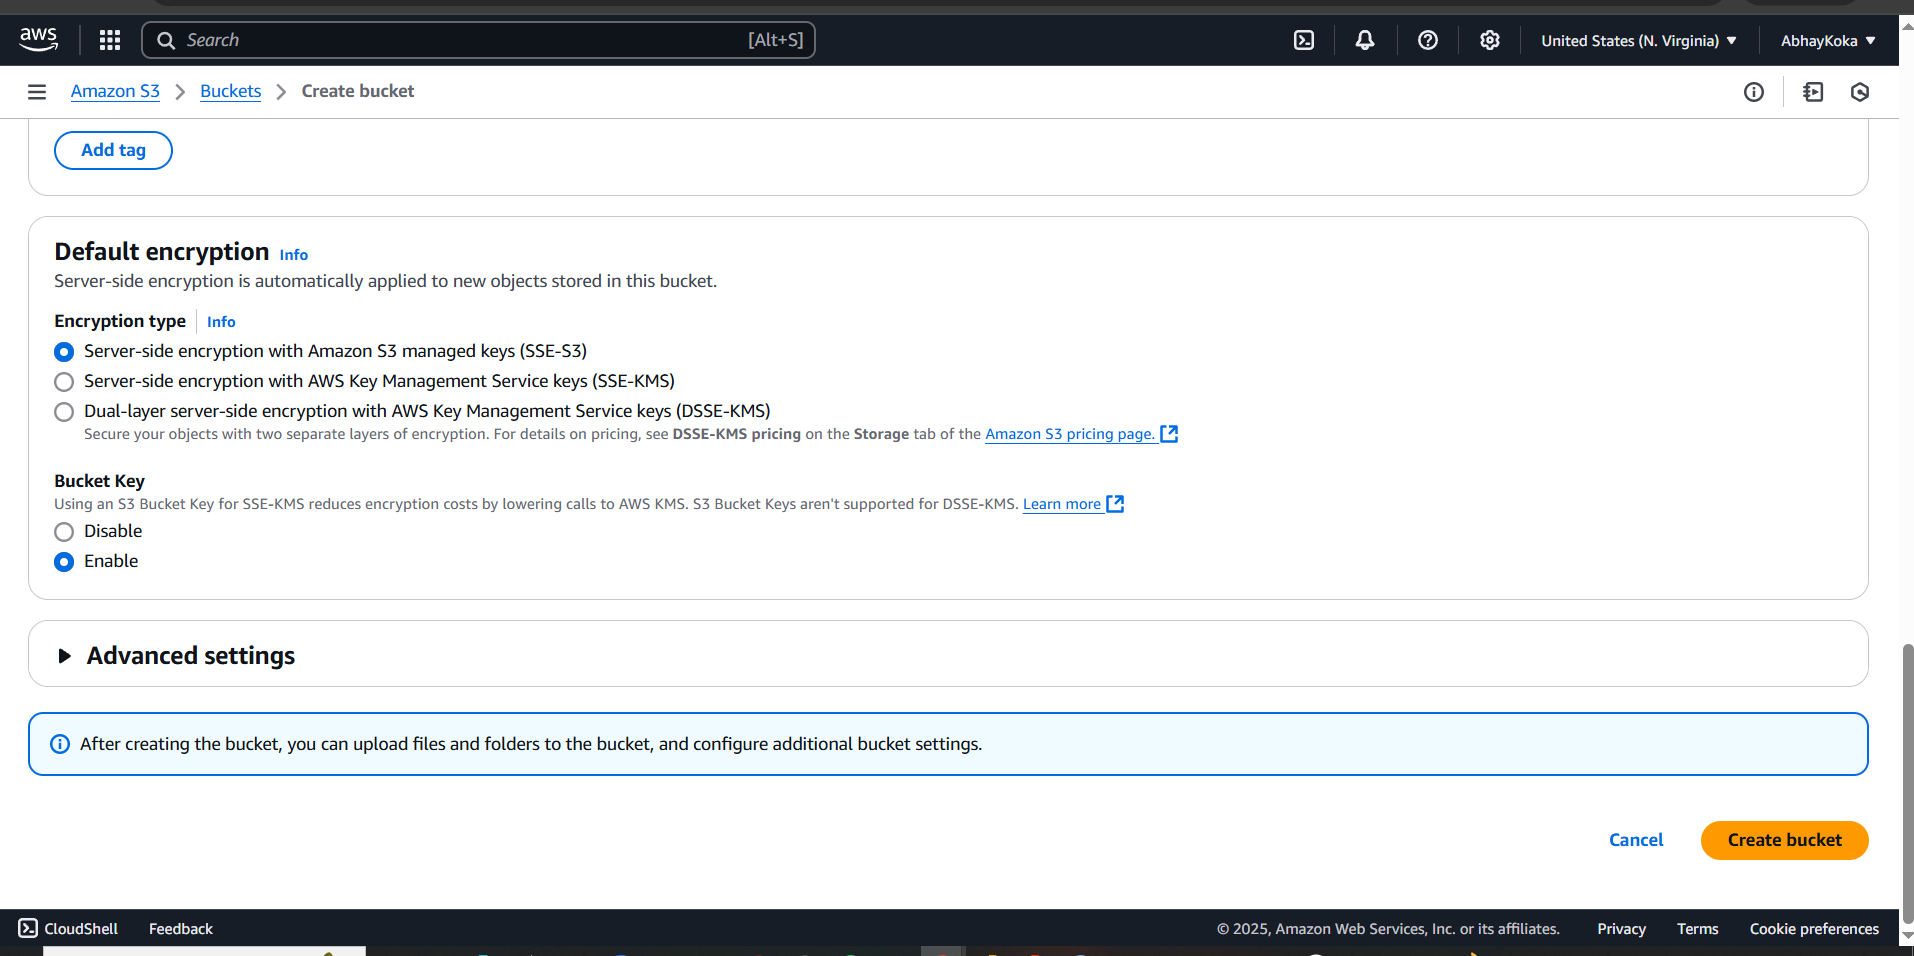 aws
Search [Alt+S]
United States (N. Virginia)
AbhayKoka
Amazon S3 Buckets Create bucket
Add tag
Default encryption Info
Server-side encryption is automatically applied to new objects stored in this bucket.
Encryption type Info
Server-side encryption with Amazon S3 managed keys (SSE-S3)
Server-side encryption with AWS Key Management Service keys (SSE-KMS)
Dual-layer server-side encryption with AWS Key Management Service keys (DSSE-KMS)
Secure your objects with two separate layers of encryption. For details on pricing, see DSSE-KMS pricing on the Storage tab of the Amazon S3 pricing page.
Bucket Key
Using an S3 Bucket Key for SSE-KMS reduces encryption costs by lowering calls to AWS KMS. S3 Bucket Keys aren't supported for DSSE-KMS. Learn more
Disable
Enable
Advanced settings
After creating the bucket, you can upload files and folders to the bucket, and configure additional bucket settings.
Cancel Create bucket
CloudShell Feedback © 2025, Amazon Web Services, Inc. or its affiliates. Privacy Terms Cookie preferences